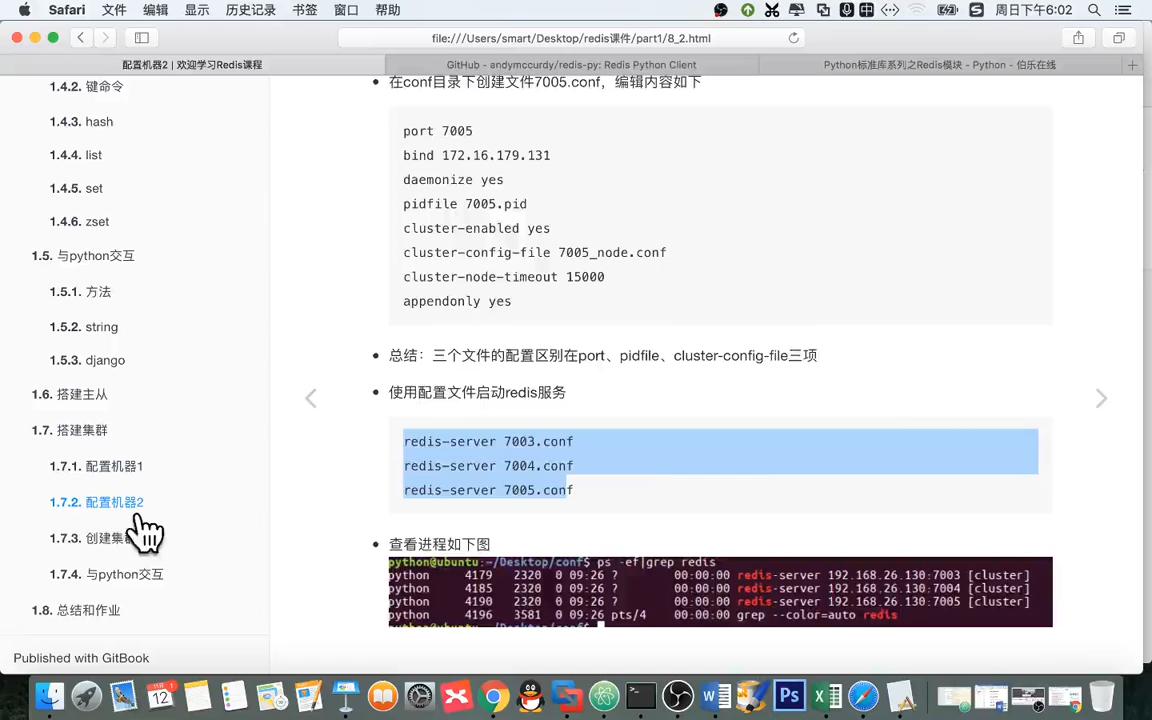 Safari 文件 编辑 显示 历史记录 书签 窗口 帮助 周日下午6:02
file:///Users/smart/Desktop/redis课件/part1/8_2.html
配置机器2 | 欢迎学习Redis课程 GitHub - andymccurdy/redis-py: Redis Python Client Python标准库系列之Redis模块 - Python - 伯乐在线
1.4.2. 键命令
1.4.3. hash
1.4.4. list
1.4.5. set
1.4.6. zset
1.5. 与python交互
1.5.1. 方法
1.5.2. string
1.5.3. django
1.6. 搭建主从
1.7. 搭建集群
1.7.1. 配置机器1
1.7.2. 配置机器2
1.7.3. 创建集
1.7.4. 与python交互
1.8. 总结和作业
Published with GitBook
在conf目录下创建文件7005.conf，编辑内容如下
port 7005
bind 172.16.179.131
daemonize yes
pidfile 7005.pid
cluster-enabled yes
cluster-config-file 7005_node.conf
cluster-node-timeout 15000
appendonly yes
总结：三个文件的配置区别在port、pidfile、cluster-config-file三项
使用配置文件启动redis服务
redis-server 7003.conf
redis-server 7004.conf
redis-server 7005.conf
查看进程如下图
python@ubuntu:~/Desktop/conf$ ps -ef|grep redis
python 4179 2320 0 09:26 ? 00:00:00 redis-server 192.168.26.130:7003 [cluster]
python 4185 2320 0 09:26 ? 00:00:00 redis-server 192.168.26.130:7004 [cluster]
python 4190 2320 0 09:26 ? 00:00:00 redis-server 192.168.26.130:7005 [cluster]
python 4196 3581 0 09:26 pts/4 00:00:00 grep --color=auto redis
python@ubuntu:~/Desktop/conf$